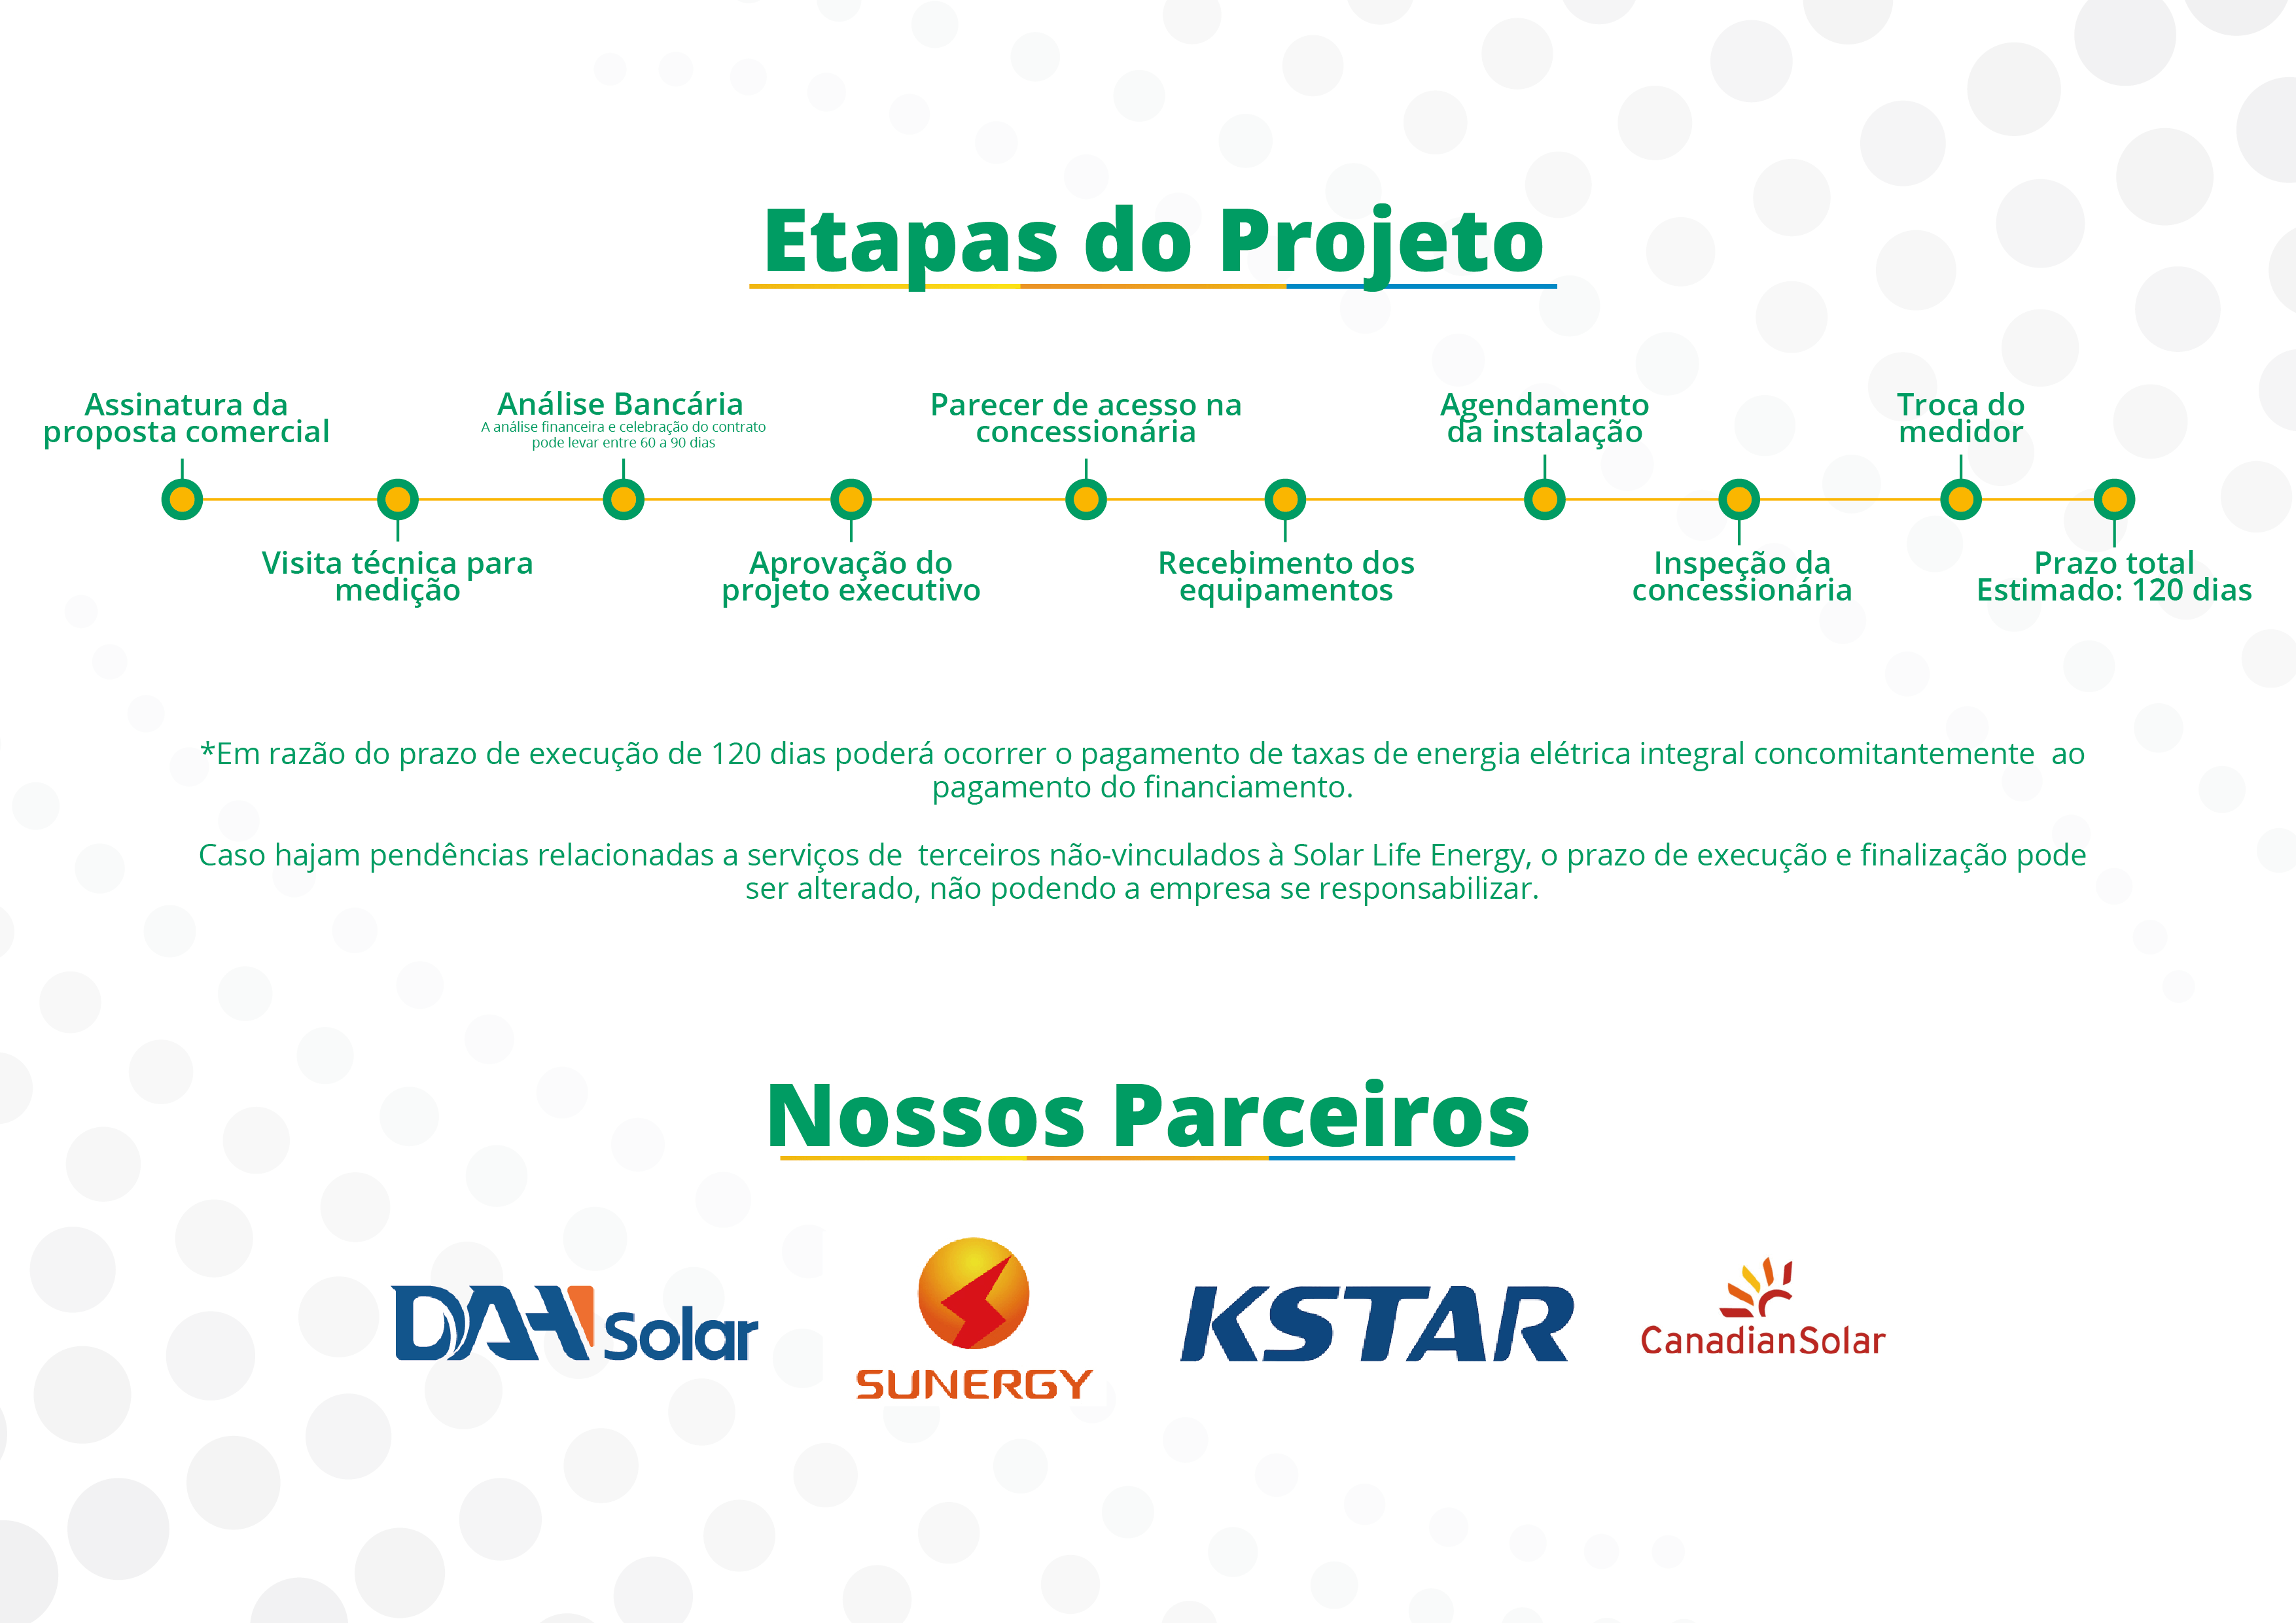 Etapas do Projeto
Assinatura da
proposta comercial
Visita técnica para
medição
Análise Bancária
A análise financeira e celebração do contrato
pode levar entre 60 a 90 dias
Aprovação do
projeto executivo
Parecer de acesso na
concessionária
Recebimento dos
equipamentos
Agendamento
da instalação
Inspeção da
concessionária
Troca do
medidor
Prazo total
Estimado: 120 dias
*Em razão do prazo de execução de 120 dias poderá ocorrer o pagamento de taxas de energia elétrica integral concomitantemente  ao
pagamento do financiamento.
Caso hajam pendências relacionadas a serviços de  terceiros não-vinculados à Solar Life Energy, o prazo de execução e finalização pode
ser alterado, não podendo a empresa se responsabilizar.
Nossos Parceiros
DAH Solar
SUNERGY
KSTAR
CanadianSolar